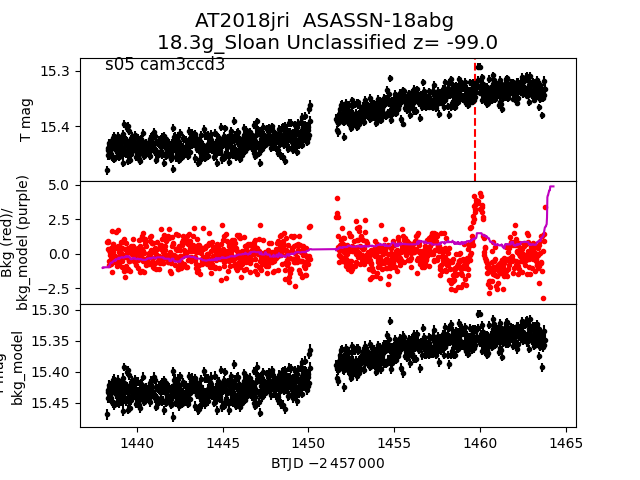 AT2018jri ASASSN-18abg
18.3g_Sloan Unclassified z= -99.0
s05 cam3ccd3
15.3
15.4
T mag
5.0
2.5
0.0
−2.5
Bkg (red)/
bkg_model (purple)
15.30
15.35
15.40
15.45
mag
bkg_model
1440
1445
1450
1455
1460
1465
BTJD −2 457 000